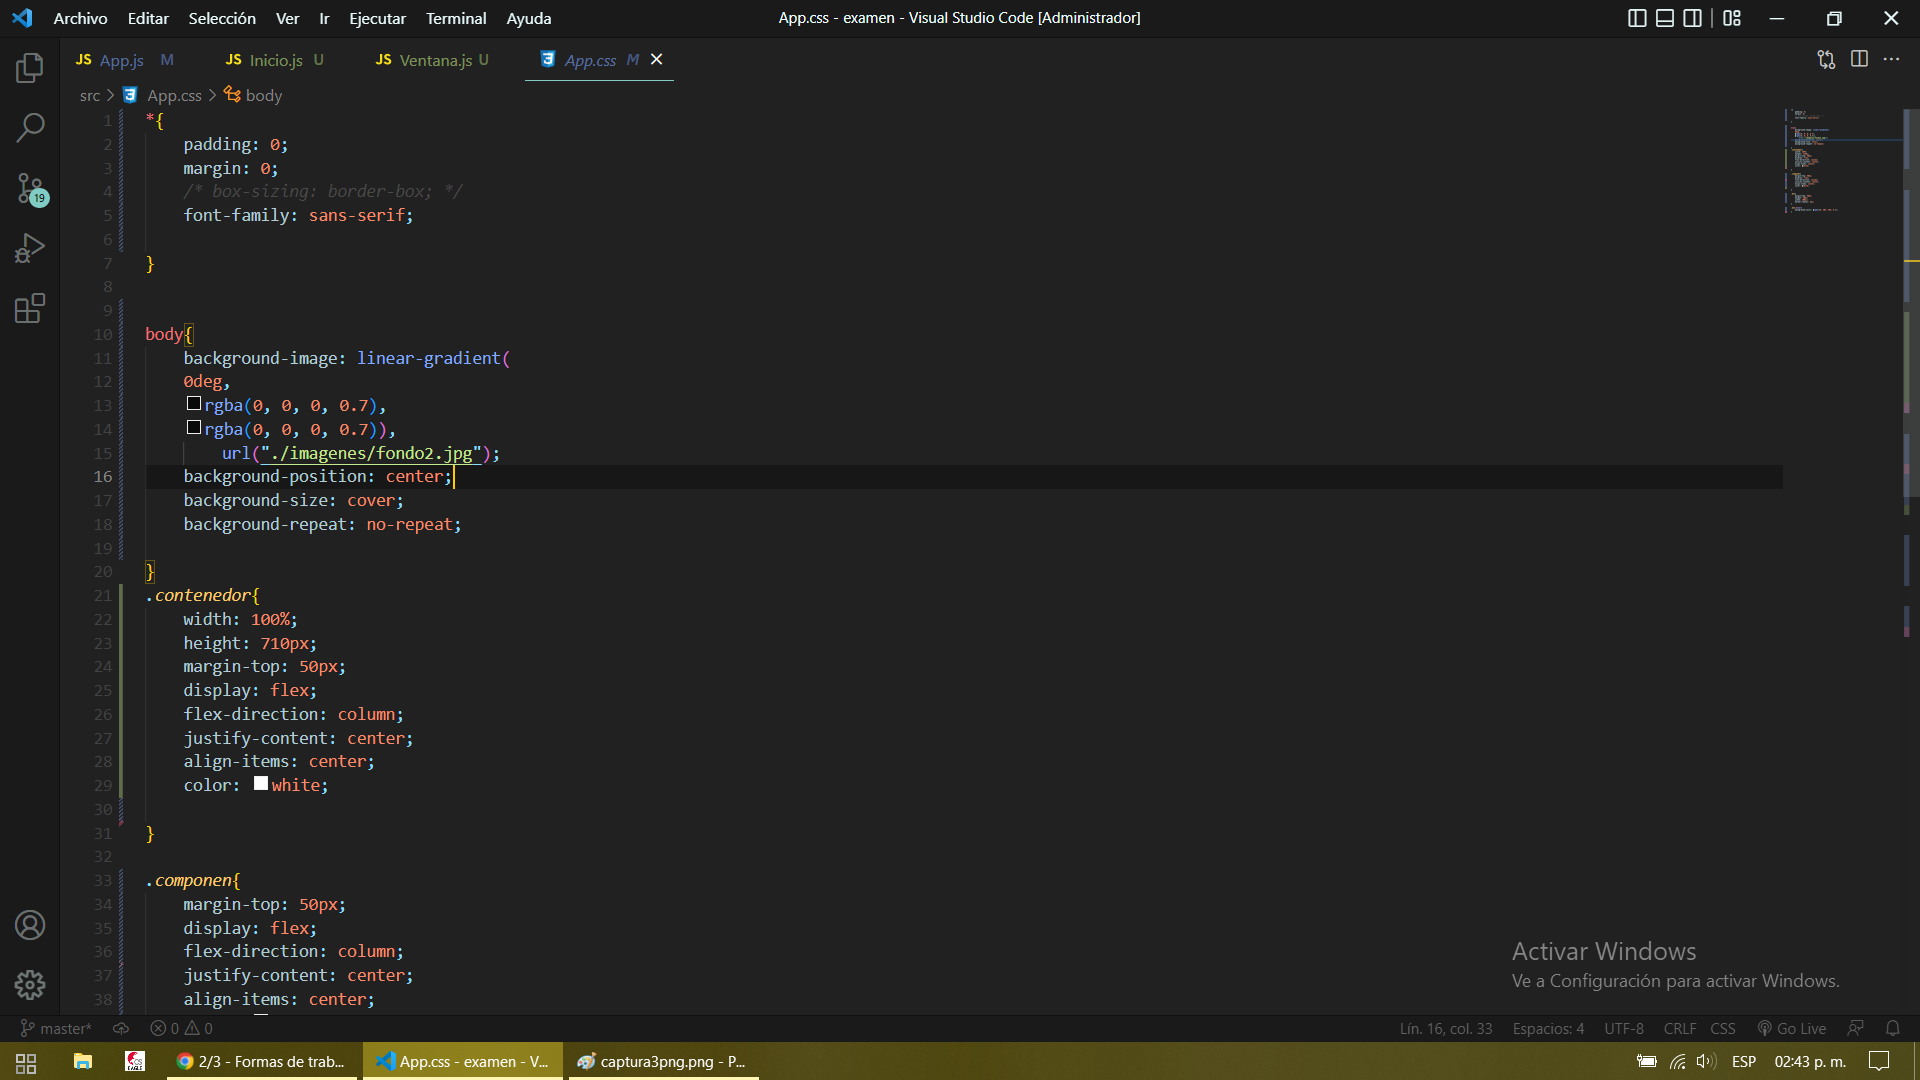 Archivo Editar Selección Ver Ir Ejecutar Terminal Ayuda App.css - examen - Visual Studio Code [Administrador]
JS App.js M JS Inicio.js U JS Ventana.js U App.css M
src > App.css > body
1 *{
2 padding: 0;
3 margin: 0;
4 /* box-sizing: border-box; */
5 font-family: sans-serif;
6
7 }
8
9
10 body{
11 background-image: linear-gradient(
12 0deg,
13 rgba(0, 0, 0, 0.7),
14 rgba(0, 0, 0, 0.7)),
15 url("./imagenes/fondo2.jpg");
16 background-position: center;
17 background-size: cover;
18 background-repeat: no-repeat;
19
20 }
21 .contenedor{
22 width: 100%;
23 height: 710px;
24 margin-top: 50px;
25 display: flex;
26 flex-direction: column;
27 justify-content: center;
28 align-items: center;
29 color: white;
30
31 }
32
33 .componen{
34 margin-top: 50px;
35 display: flex;
36 flex-direction: column;
37 justify-content: center;
38 align-items: center;
19
Activar Windows
Ve a Configuración para activar Windows.
master* 0 0 Lín. 16, col. 33 Espacios: 4 UTF-8 CRLF CSS Go Live
2/3 - Formas de trab... App.css - examen - V... captura3png.png - P... ESP 02:43 p. m.